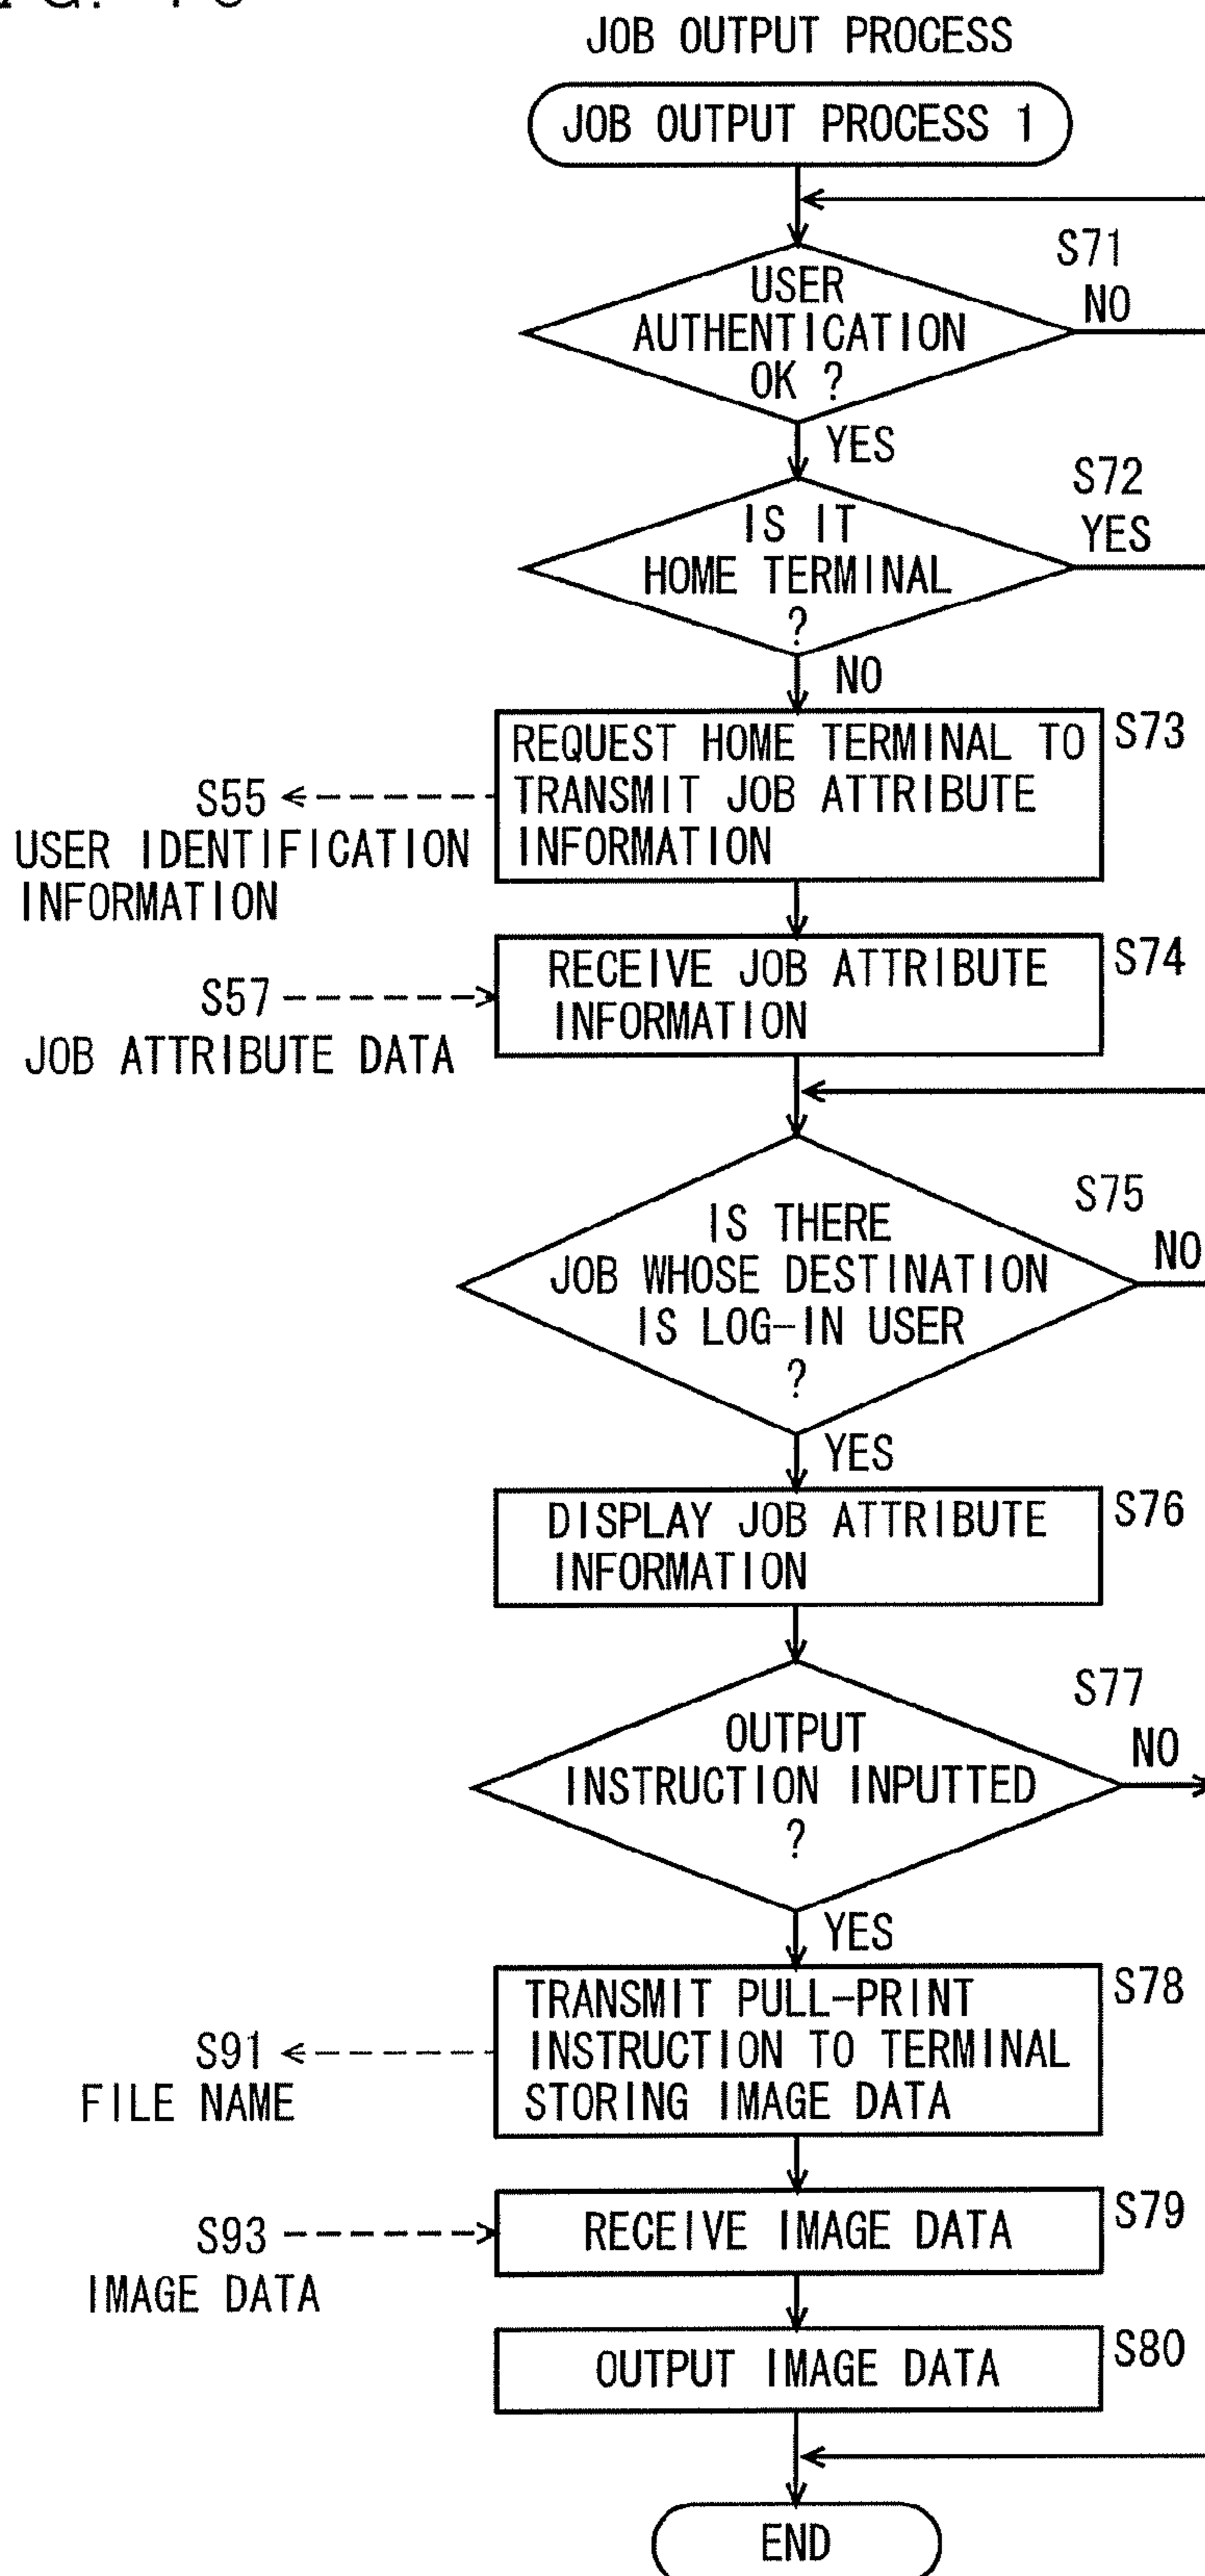 JOB OUTPUT PROCESS
JOB OUTPUT PROCESS 1
S71
USER
AUTHENTICATION
OK ?
NO
YES
S72
IS IT
HOME TERMINAL
?
YES
NO
REQUEST HOME TERMINAL TO
TRANSMIT JOB ATTRIBUTE
INFORMATION
S73
S55
USER IDENTIFICATION
INFORMATION
RECEIVE JOB ATTRIBUTE
INFORMATION
S74
S57
JOB ATTRIBUTE DATA
S75
IS THERE
JOB WHOSE DESTINATION
IS LOG-IN USER
?
NO
YES
DISPLAY JOB ATTRIBUTE
INFORMATION
S76
S77
OUTPUT
INSTRUCTION INPUTTED
?
NO
YES
TRANSMIT PULL-PRINT
INSTRUCTION TO TERMINAL
STORING IMAGE DATA
S78
S91
FILE NAME
RECEIVE IMAGE DATA
S79
S93
IMAGE DATA
OUTPUT IMAGE DATA
S80
END